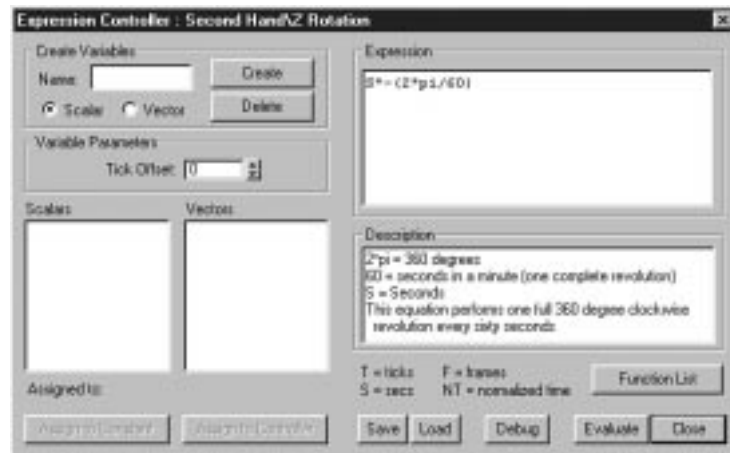 Expression Controller : Second Hand\Z Rotation
Create Variables
Name:
Create
Scalar
Vector
Delete
Variable Parameters
Tick Offset: 0
Scalars
Vectors
Assigned to:
Assign to Constant
Assign to Controller
Expression
S*-(2*pi/60)
Description
2*pi = 360 degrees
60 = seconds in a minute (one complete revolution)
S = Seconds
This equation performs one full 360 degree clockwise
revolution every sixty seconds
T = ticks
F = frames
S = secs
NT = normalized time
Function List
Save
Load
Debug
Evaluate
Close